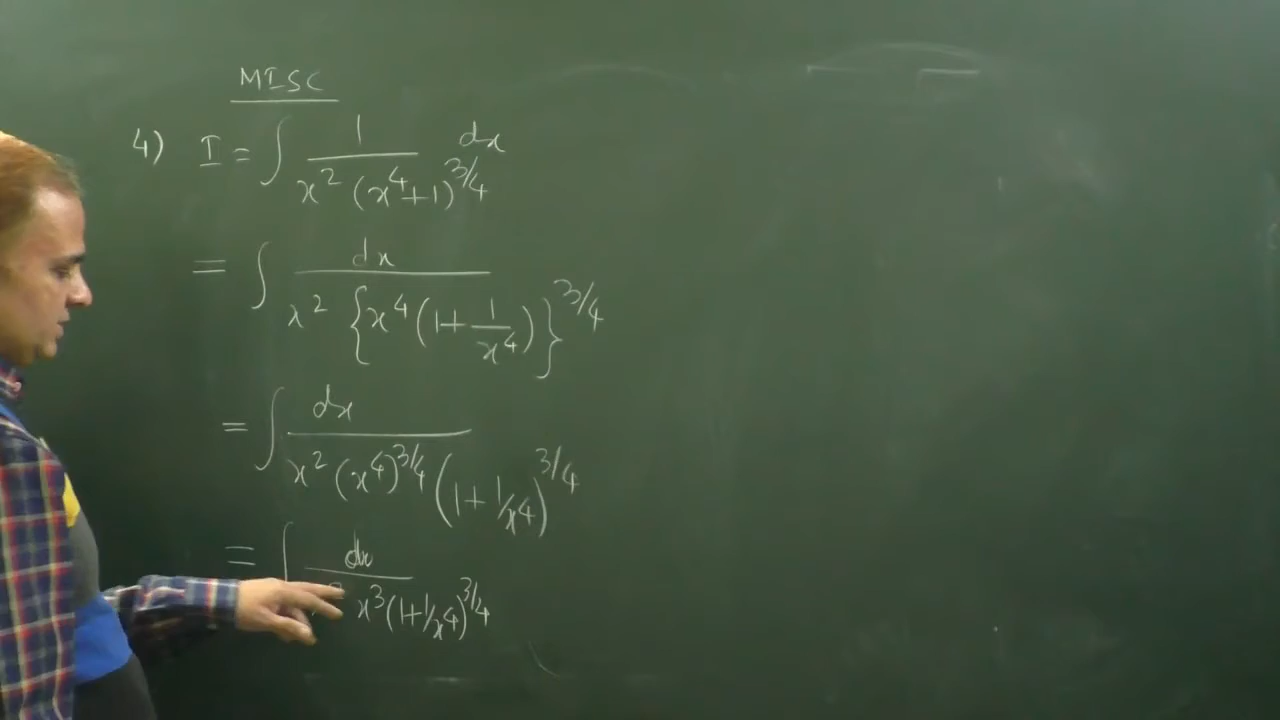 MISC
4) I = ∫ 1 / x² (x⁴+1)^3/4 dx
= ∫ dx / x² {x⁴(1+1/x⁴)}^3/4
= ∫ dx / x² (x⁴)^3/4 (1+1/x⁴)^3/4
= ∫ dx / x³(1+1/x⁴)^3/4